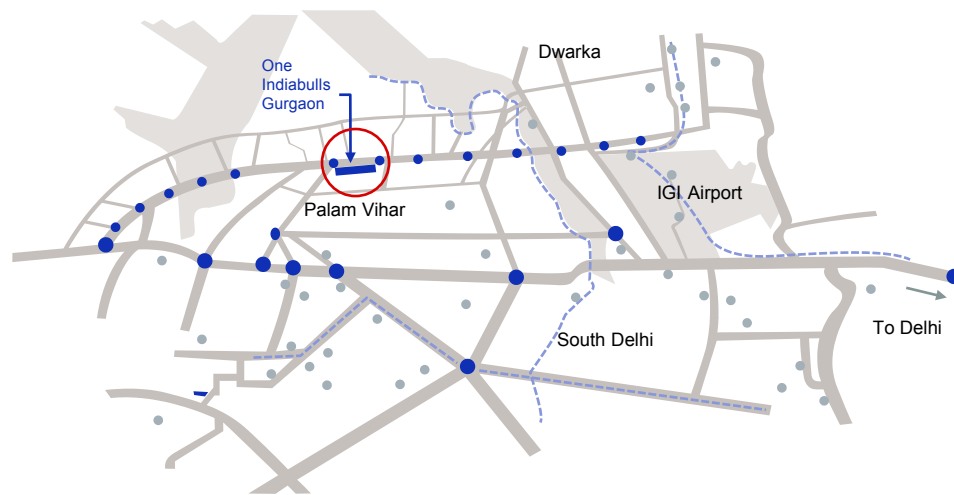 Dwarka
One
Indiabulls
Gurgaon
IGI Airport
Palam Vihar
South Delhi
To Delhi